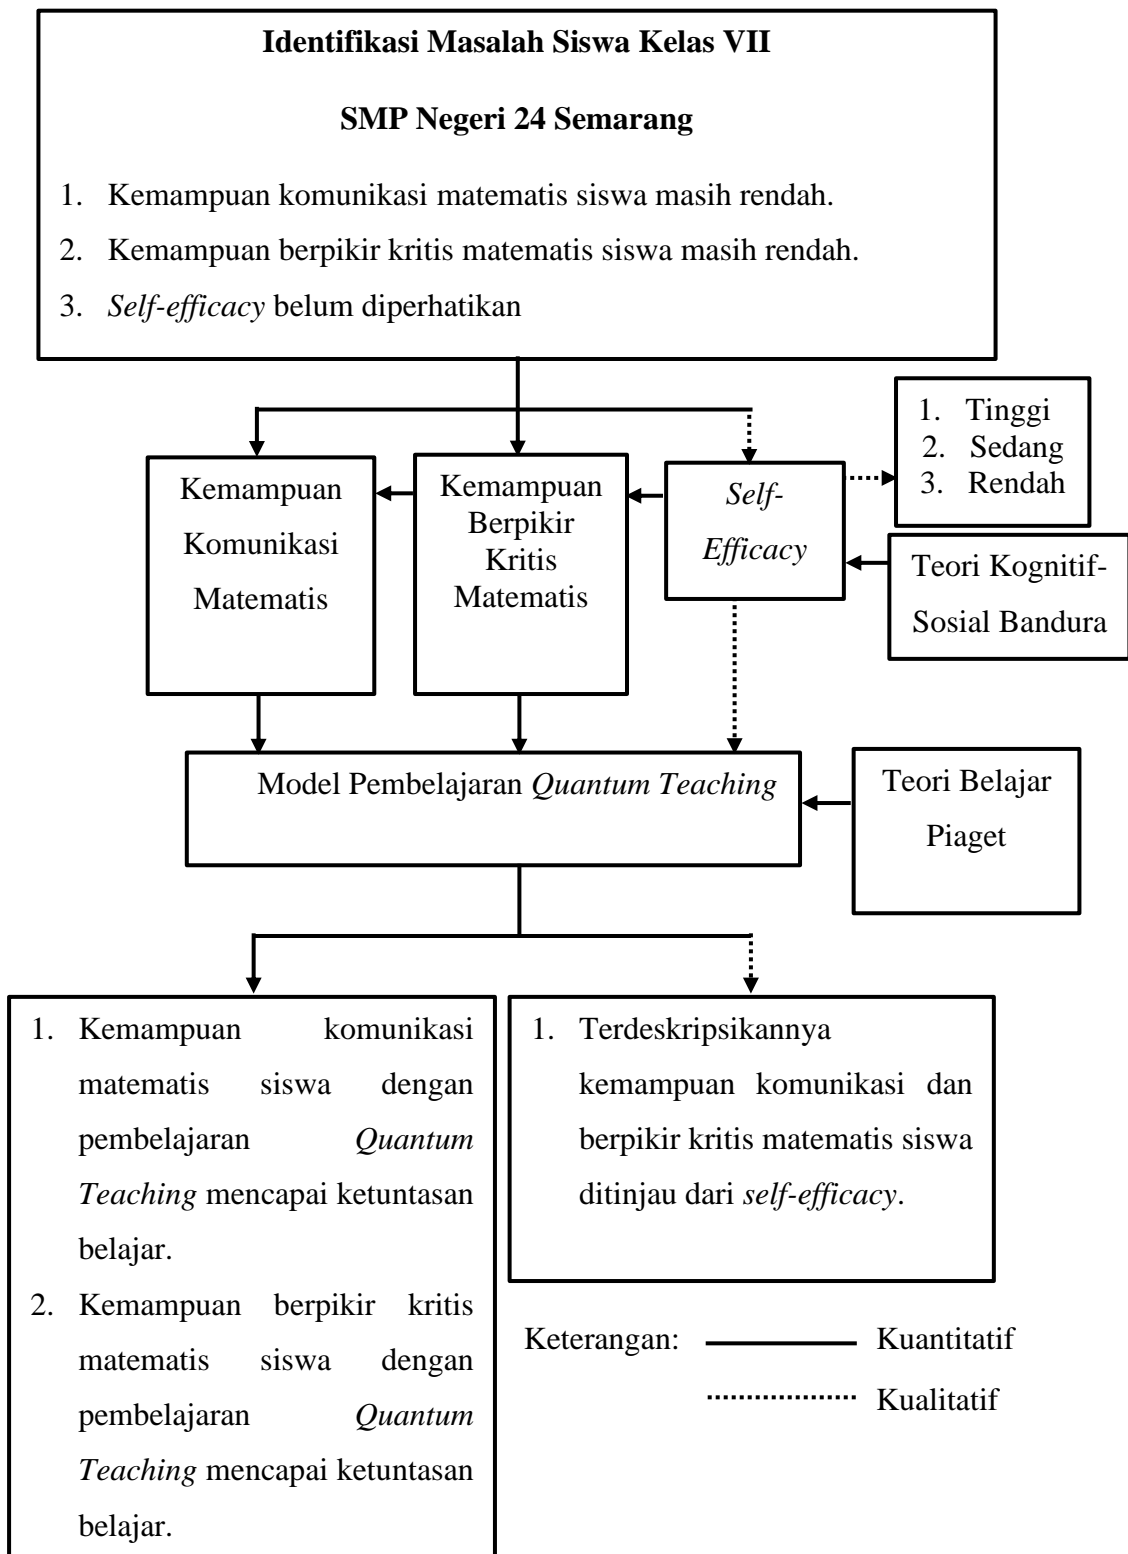 Identifikasi Masalah Siswa Kelas VII
SMP Negeri 24 Semarang
1. Kemampuan komunikasi matematis siswa masih rendah.
2. Kemampuan berpikir kritis matematis siswa masih rendah.
3. Self-efficacy belum diperhatikan
1. Tinggi
2. Sedang
3. Rendah
Kemampuan
Komunikasi
Matematis
Kemampuan
Berpikir
Kritis
Matematis
Self-
Efficacy
Teori Kognitif-
Sosial Bandura
Model Pembelajaran Quantum Teaching
Teori Belajar
Piaget
1. Kemampuan komunikasi
matematis siswa dengan
pembelajaran Quantum
Teaching mencapai ketuntasan
belajar.
2. Kemampuan berpikir kritis
matematis siswa dengan
pembelajaran Quantum
Teaching mencapai ketuntasan
belajar.
1. Terdeskripsikannya
kemampuan komunikasi dan
berpikir kritis matematis siswa
ditinjau dari self-efficacy.
Keterangan: Kuantitatif
Kualitatif